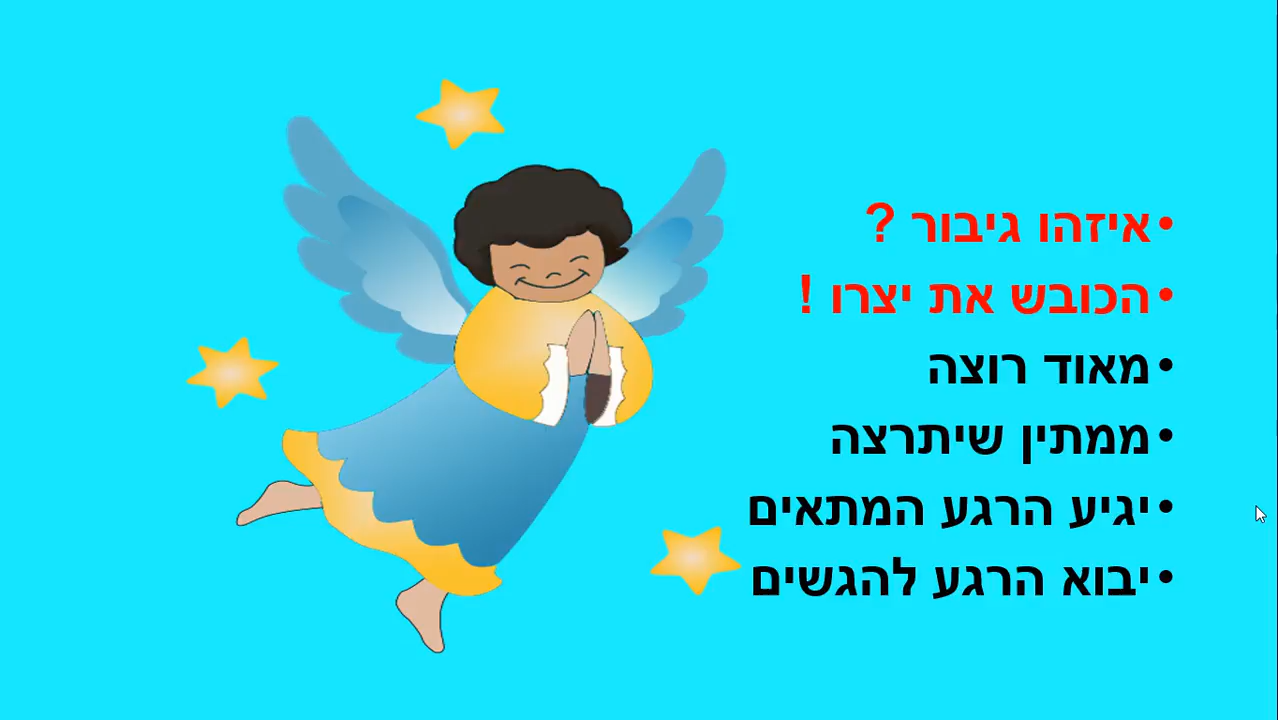 •איזהו גיבור ?
•הכובש את יצרו !
•מאוד רוצה
•ממתין שיתרצה
•יגיע הרגע המתאים
•יבוא הרגע להגשים